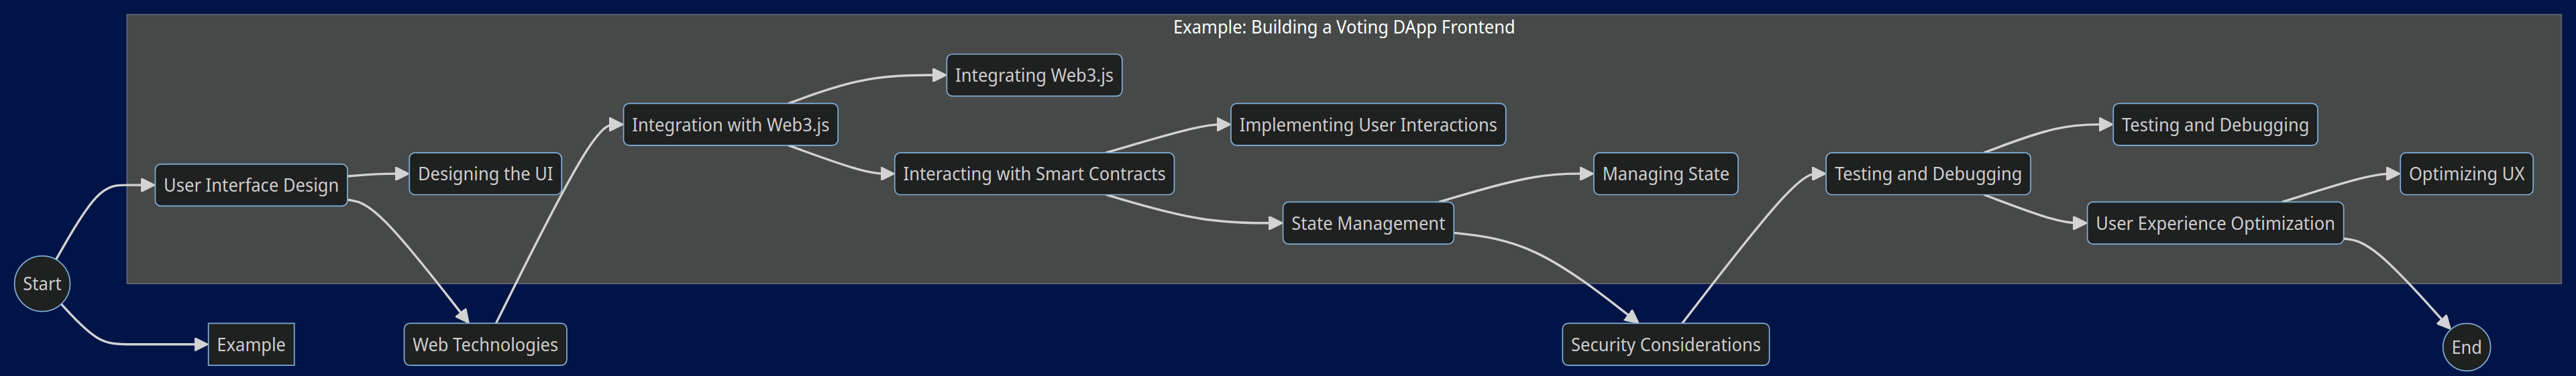 Example: Building a Voting DApp Frontend
Integrating Web3.js
Integration with Web3.js
Implementing User Interactions
Testing and Debugging
User Interface Design
Designing the UI
Interacting with Smart Contracts
Managing State
Testing and Debugging
Optimizing UX
State Management
User Experience Optimization
Start
Example
Web Technologies
Security Considerations
End